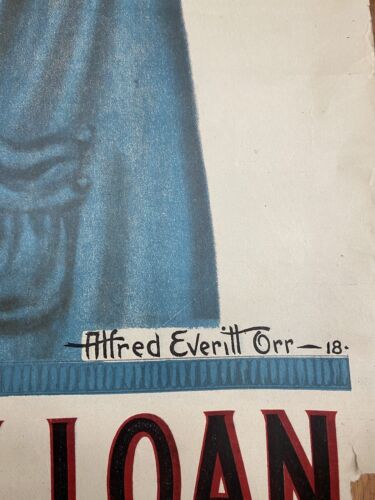 Alfred Everitt Orr — 18.
LOAN